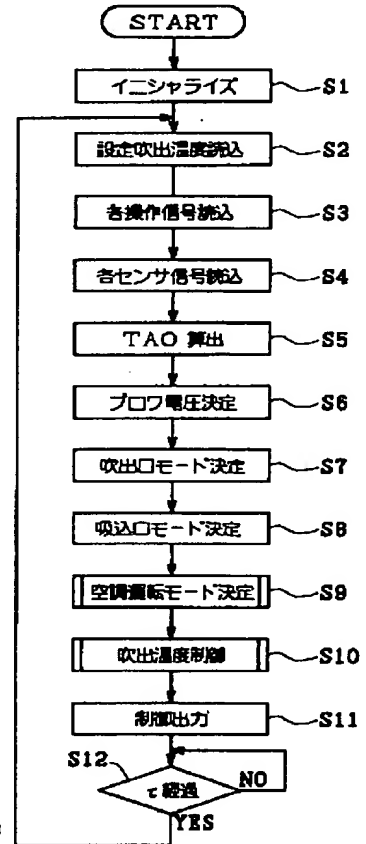 START
イニシャライズ S1
設定吹出温度読込 S2
各操作信号読込 S3
各センサ信号読込 S4
TAO 算出 S5
ブロワ電圧決定 S6
吹出口モード決定 S7
吸込口モード決定 S8
空調運転モード決定 S9
吹出温度制御 S10
制御出力 S11
S12
τ経過 NO
YES